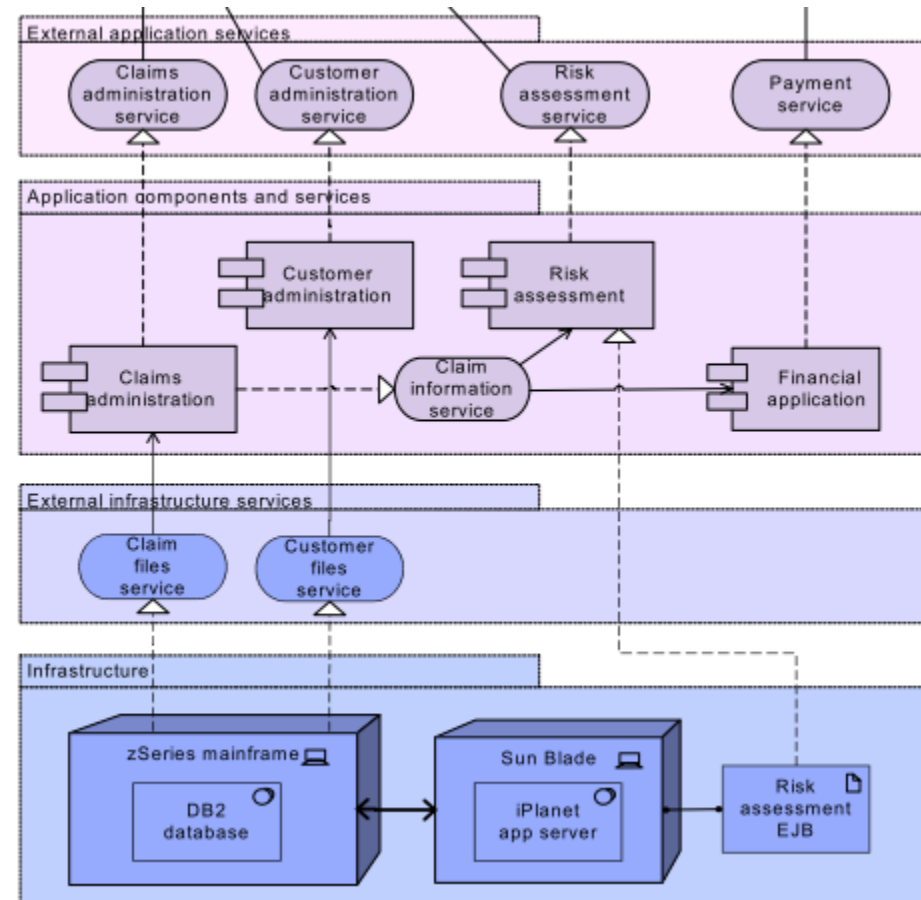 External application services
Claims
administration
service
Customer
administration
service
Risk
assessment
service
Payment
service
Application components and services
Customer
administration
Risk
assessment
Claims
administration
Claim
information
service
Financial
application
External infrastructure services
Claim
files
service
Customer
files
service
Infrastructure
zSeries mainframe
DB2
database
Sun Blade
iPlanet
app server
Risk
assessment
EJB